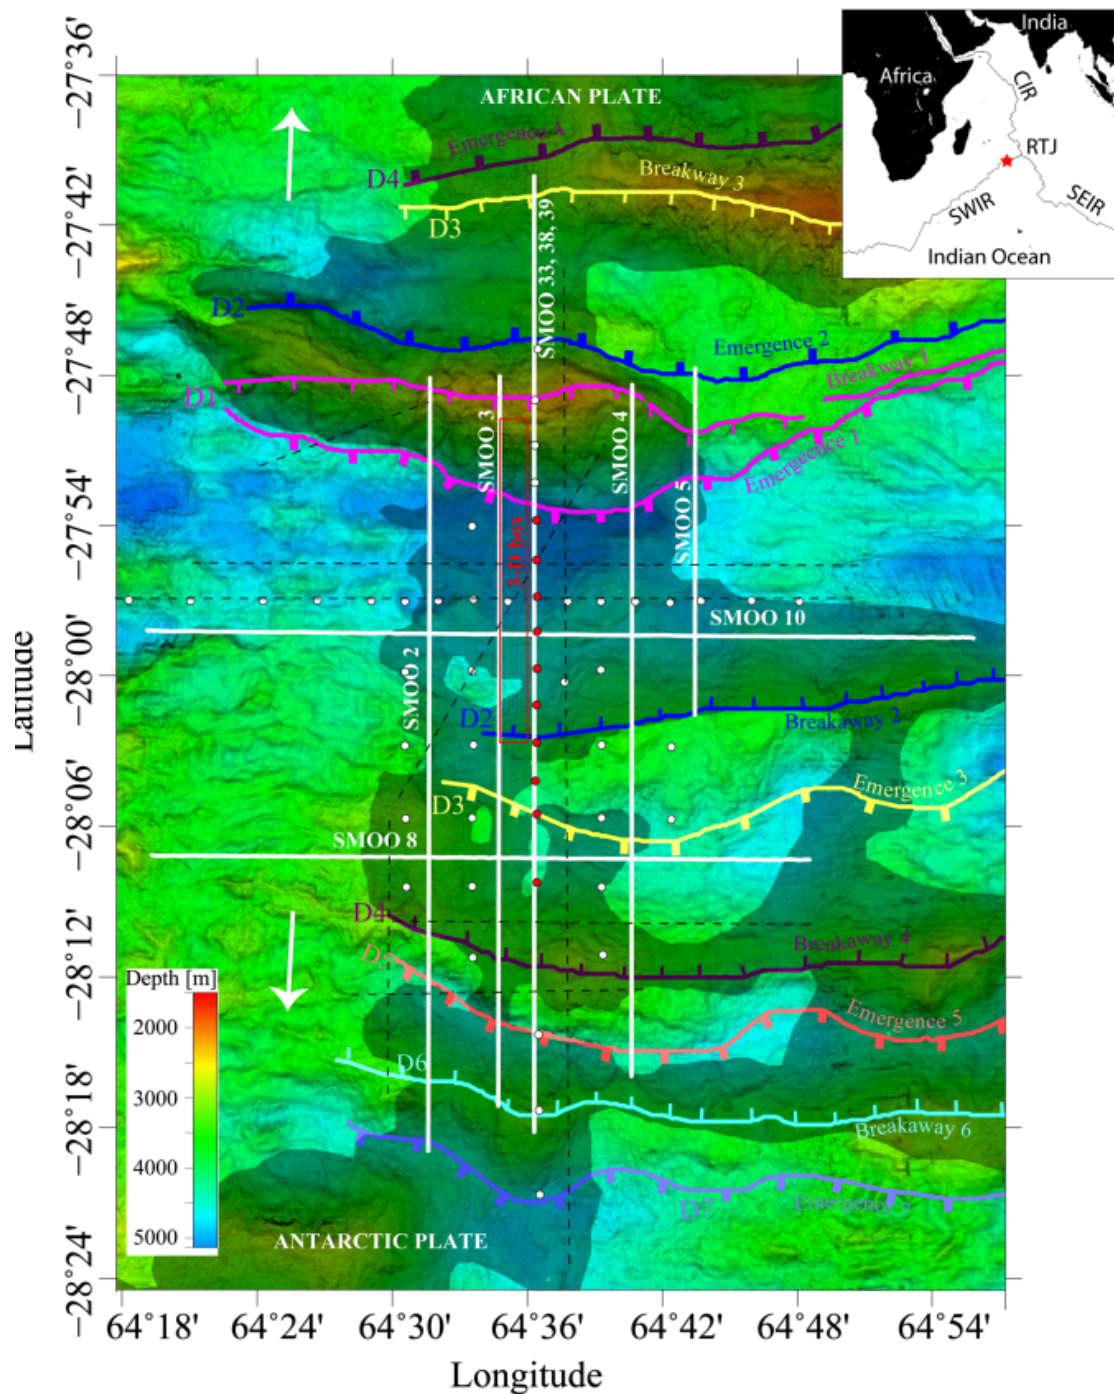 India
Africa
CIR
RTJ
SWIR
SEIR
Indian Ocean
AFRICAN PLATE
Emergence 4
D4
Breakway 3
D3
SMOO 33, 38, 39
D2
Emergence 2
Breakway 1
D1
SMOO 3
SMOO 4
SMOO 5
3-D box
SMOO 10
SMOO 2
D2
Breakaway 2
D3
Emergence 3
SMOO 8
D4
Breakaway 4
D5
Emergence 5
D6
Breakaway 6
D7
ANTARCTIC PLATE
Depth [m]
2000
3000
4000
5000
−27°36'
−27°42'
−27°48'
−27°54'
−28°00'
−28°06'
−28°12'
−28°18'
−28°24'
Latitude
64°18' 64°24' 64°30' 64°36' 64°42' 64°48' 64°54'
Longitude